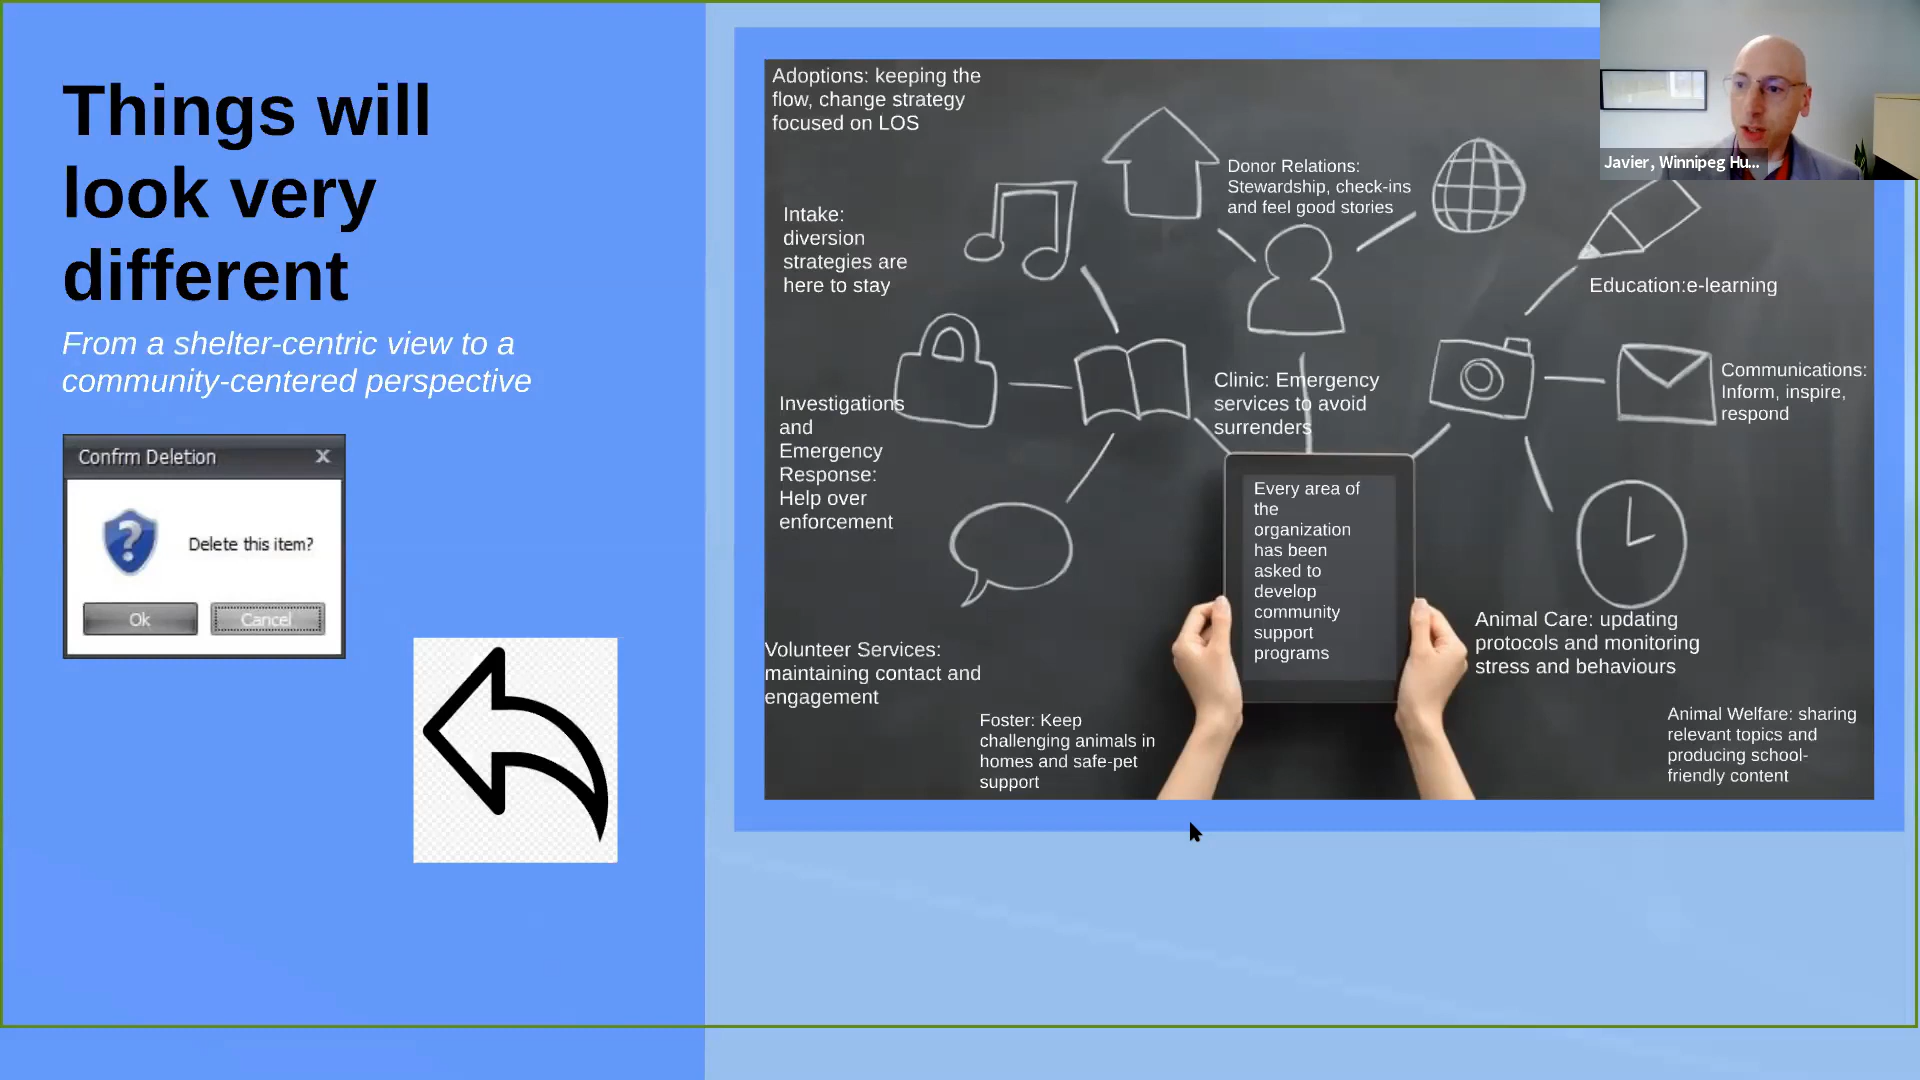 Things will
look very
different
From a shelter-centric view to a
community-centered perspective
Confrm Deletion
X
?
Delete this item?
Ok
Cancel
Adoptions: keeping the
flow, change strategy
focused on LOS
Donor Relations:
Stewardship, check-ins
and feel good stories
Intake:
diversion
strategies are
here to stay
Education:e-learning
Investigations
and
Emergency
Response:
Help over
enforcement
Clinic: Emergency
services to avoid
surrenders
Communications:
Inform, inspire,
respond
Every area of
the
organization
has been
asked to
develop
community
support
programs
Volunteer Services:
maintaining contact and
engagement
Animal Care: updating
protocols and monitoring
stress and behaviours
Foster: Keep
challenging animals in
homes and safe-pet
support
Animal Welfare: sharing
relevant topics and
producing school-
friendly content
Javier, Winnipeg Hu...